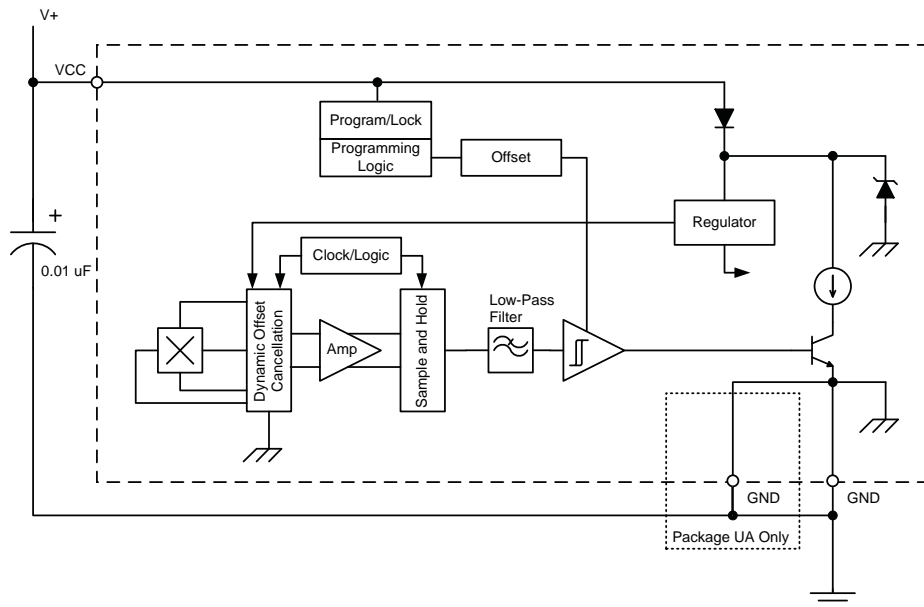 V+
VCC
Program/Lock
Programming
Logic
Offset
Regulator
+
0.01 uF
Clock/Logic
Low-Pass
Filter
Dynamic Offset
Cancellation
Amp
Sample and Hold
GND
GND
Package UA Only